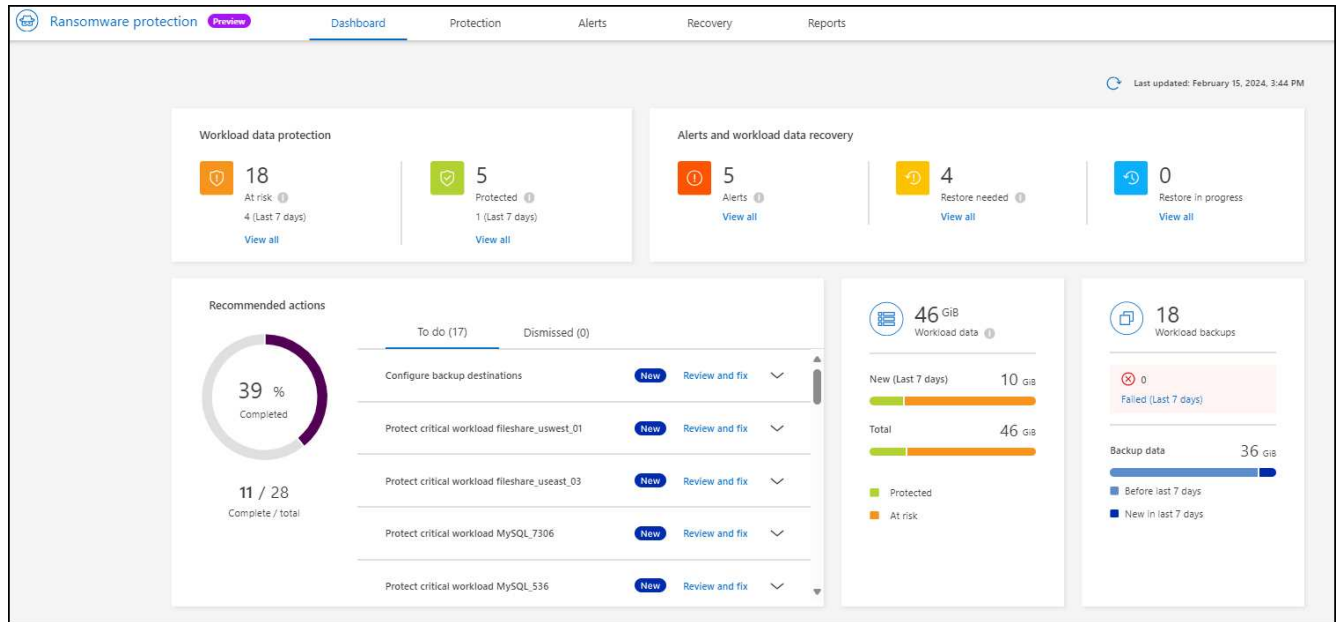 Ransomware protection Preview Dashboard Protection Alerts Recovery Reports
Last updated: February 15, 2024, 3:44 PM
Workload data protection
18
At risk
4 (Last 7 days)
View all
5
Protected
1 (Last 7 days)
View all
Alerts and workload data recovery
5
Alerts
View all
4
Restore needed
View all
0
Restore in progress
View all
Recommended actions
39 %
Completed
11 / 28
Complete / total
To do (17) Dismissed (0)
Configure backup destinations New Review and fix
Protect critical workload fileshare_uswest_01 New Review and fix
Protect critical workload fileshare_useast_03 New Review and fix
Protect critical workload MySQL_7306 New Review and fix
Protect critical workload MySQL_536 New Review and fix
46 GiB
Workload data
New (Last 7 days) 10 GiB
Total 46 GiB
Protected
At risk
18
Workload backups
0
Failed (Last 7 days)
Backup data 36 GiB
Before last 7 days
New in last 7 days